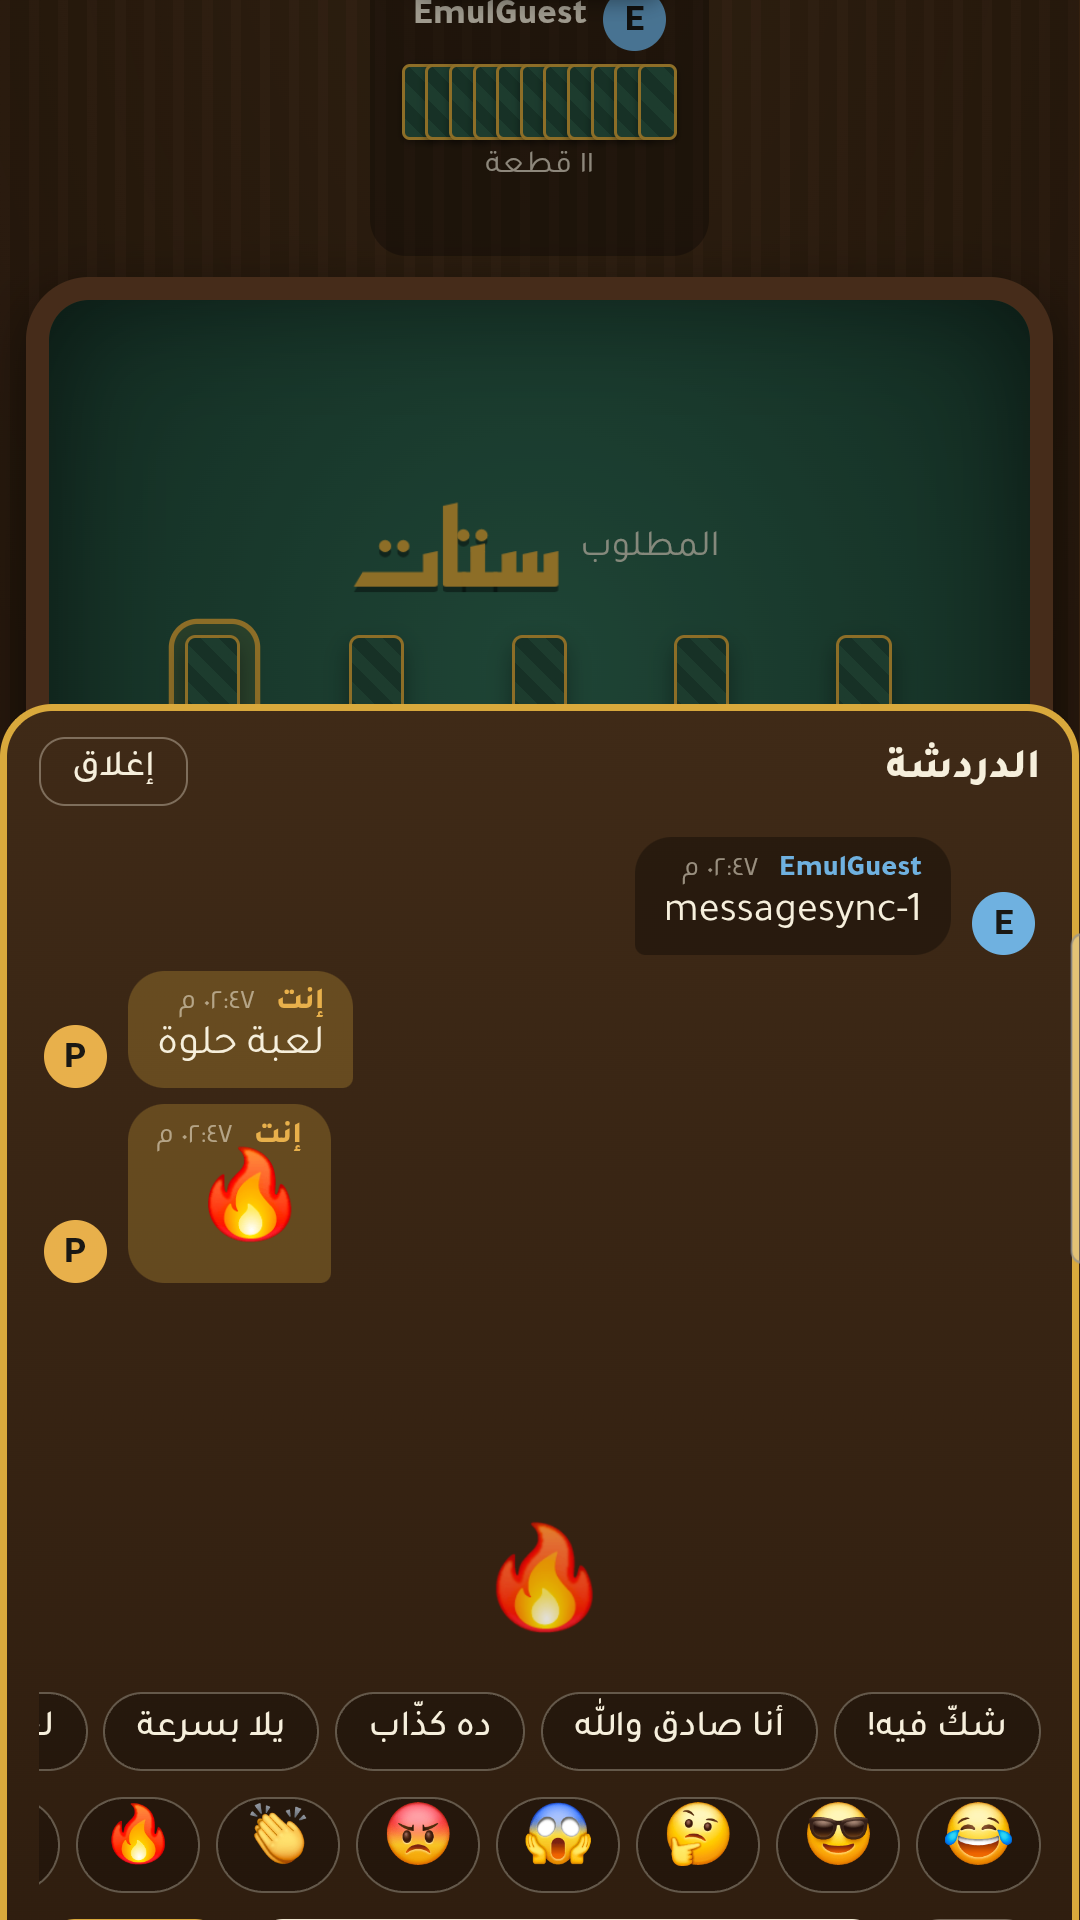 EmulGuest E
١١ قطعة
المطلوب ستات
الدردشة
إغلاق
EmulGuest ٠٢:٤٧ م
messagesync-1
E
إنت ٠٢:٤٧ م
لعبة حلوة
P
إنت ٠٢:٤٧ م
🔥
P
🔥
شكّ فيه!
أنا صادق والله
ده كذّاب
يلا بسرعة
😂 😎 🤔 😱 😡 👏 🔥